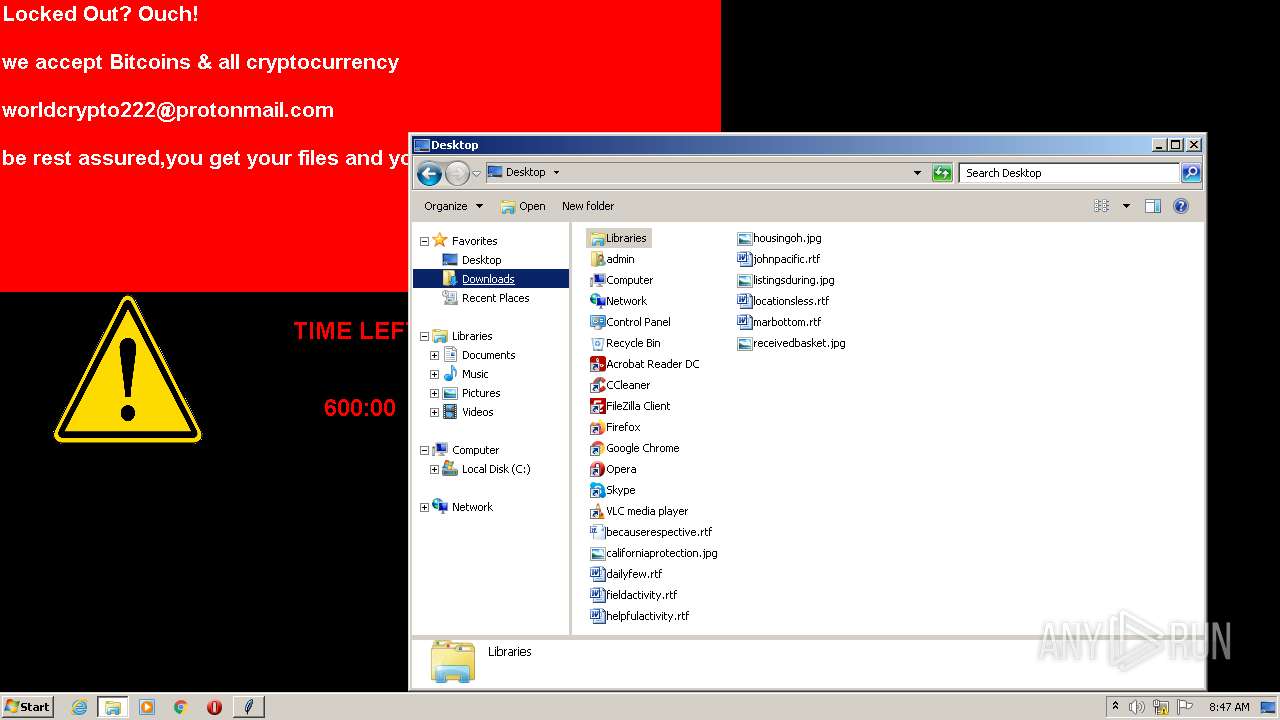 Locked Out? Ouch!
we accept Bitcoins & all cryptocurrency
worldcrypto222@protonmail.com
be rest assured,you get your files and yo
TIME LEFT
600:00
Desktop
Desktop
Search Desktop
Organize
Open
New folder
Favorites
Desktop
Downloads
Recent Places
Libraries
Documents
Music
Pictures
Videos
Computer
Local Disk (C:)
Network
Libraries
admin
Computer
Network
Control Panel
Recycle Bin
Acrobat Reader DC
CCleaner
FileZilla Client
Firefox
Google Chrome
Opera
Skype
VLC media player
becauserespective.rtf
californiaprotection.jpg
dailyfew.rtf
fieldactivity.rtf
helpfulactivity.rtf
housingoh.jpg
johnpacific.rtf
listingsduring.jpg
locationsless.rtf
marbottom.rtf
receivedbasket.jpg
Libraries
ANY RUN
Start
8:47 AM